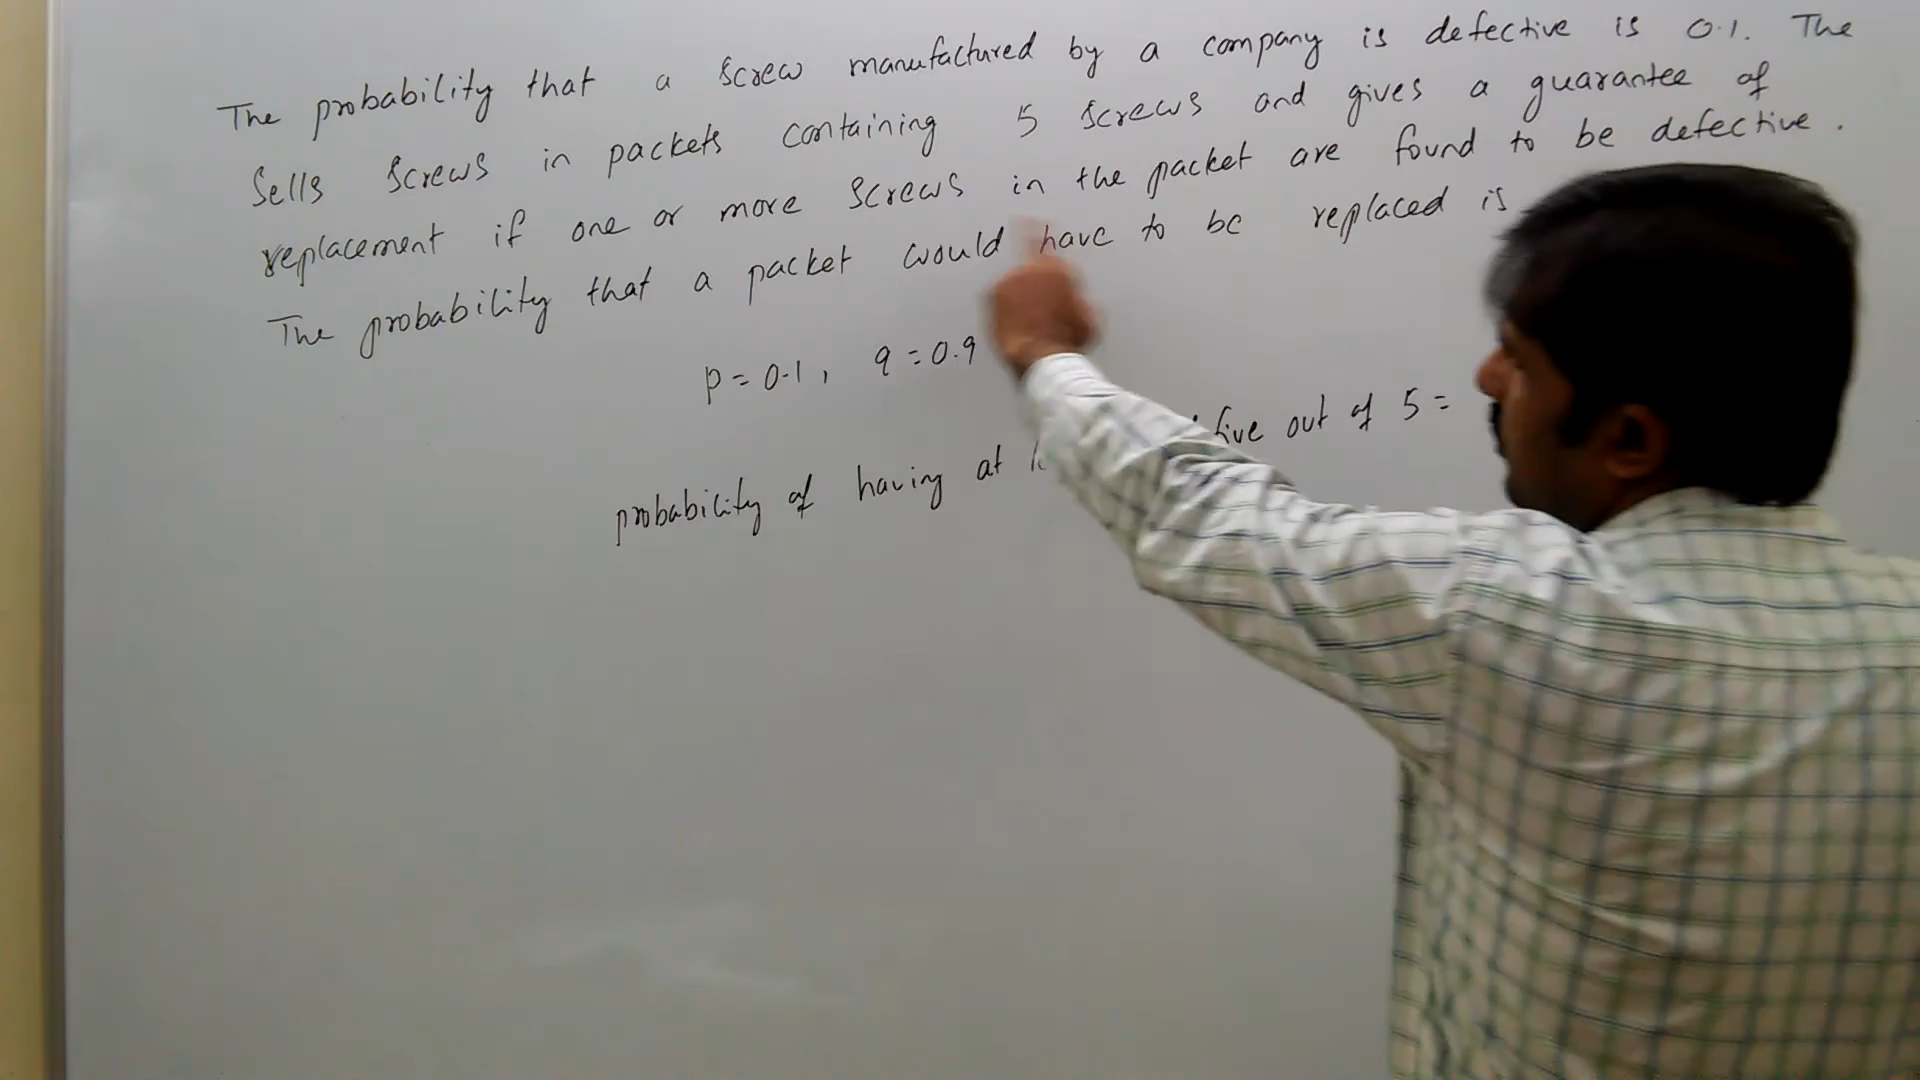 The probability that a screw manufactured by a company is defective is 0.1. The
sells screws in packets containing 5 screws and gives a guarantee of
replacement if one or more screws in the packet are found to be defective.
The probability that a packet would have to be replaced is
p = 0.1, q = 0.9
probability of having at out of 5 =